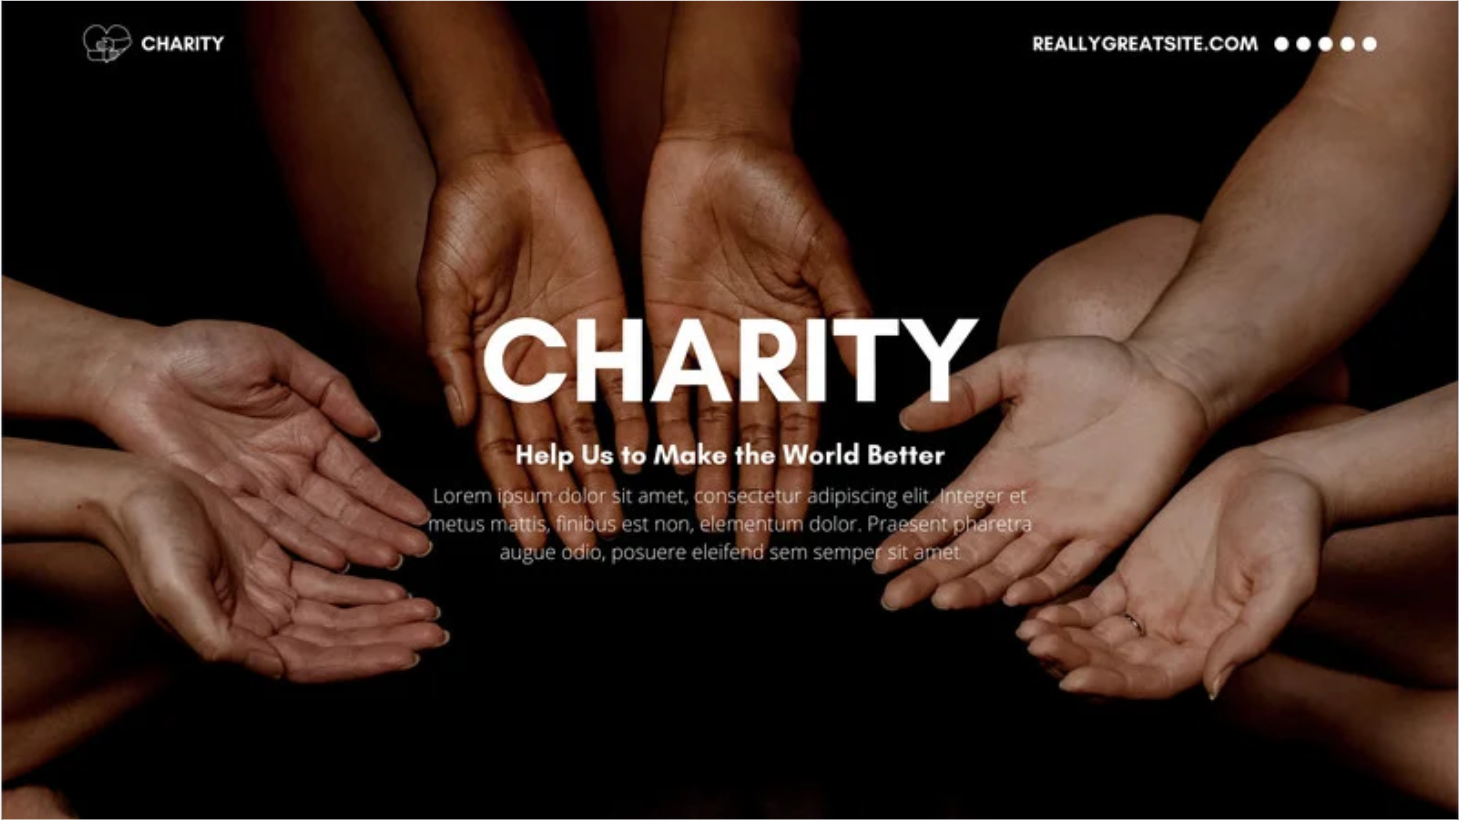 CHARITY
REALLYGREATSITE.COM
CHARITY
Help Us to Make the World Better
Lorem ipsum dolor sit amet, consectetur adipiscing elit. Integer et
metus mattis, finibus est non, elementum dolor. Praesent pharetra
augue odio, posuere eleifend sem semper sit amet